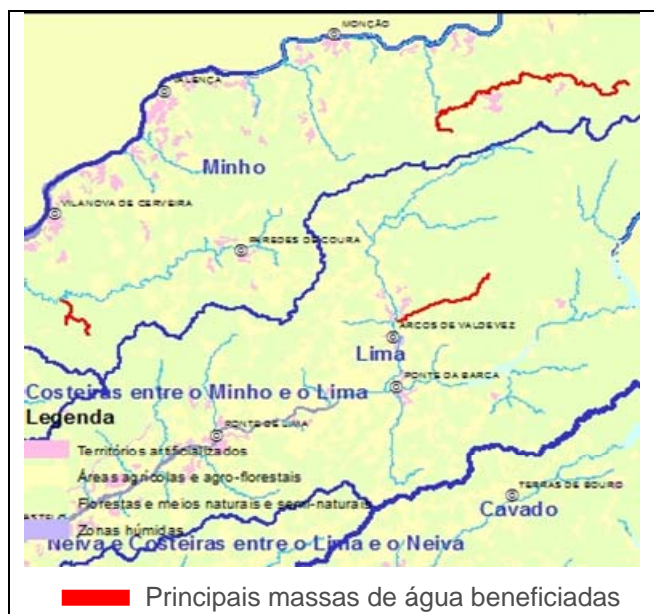 MONÇÃO
VALENÇA
Minho
VILA NOVA DE CERVEIRA
PAREDES DE COURA
ARCOS DE VALDEVEZ
Lima
PONTE DA BARCA
Costeiras entre o Minho e o Lima
Legenda
PONTE DE LIMA
Territórios artificializados
Áreas agrícolas e agro-florestais
TERRAS DE BOURO
Florestas e meios naturais e semi-naturais
Cavado
Zonas húmidas
Neiva e Costeiras entre o Lima e o Neiva
Principais massas de água beneficiadas